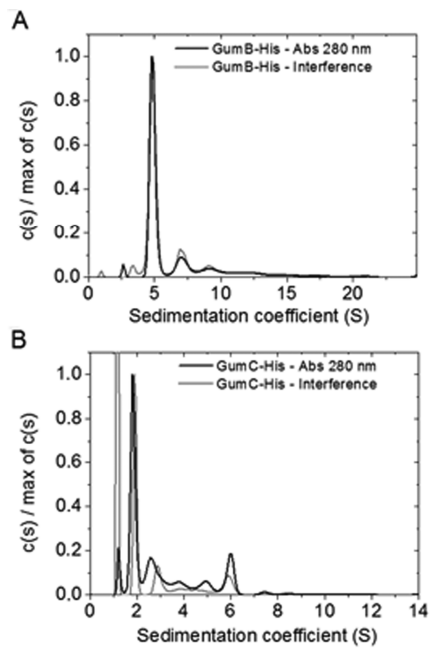 A
GumB-His - Abs 280 nm
GumB-His - Interference
c(s) / max of c(s)
1.0
0.8
0.6
0.4
0.2
0.0
0 5 10 15 20
Sedimentation coefficient (S)
B
GumC-His - Abs 280 nm
GumC-His - Interference
c(s) / max of c(s)
1.0
0.8
0.6
0.4
0.2
0.0
0 2 4 6 8 10 12 14
Sedimentation coefficient (S)